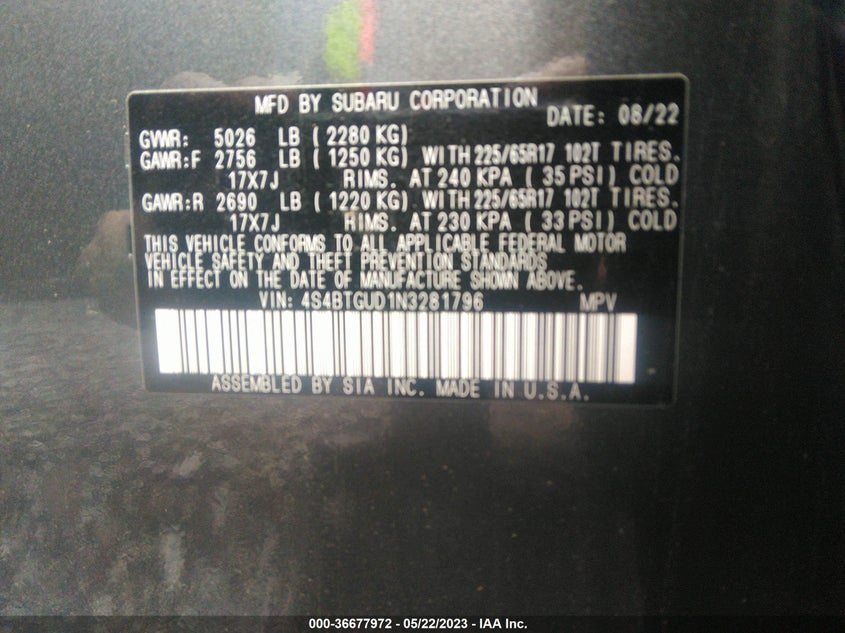 MFD BY SUBARU CORPORATION
DATE: 08/22
GVWR: 5026 LB ( 2280 KG)
GAWR:F 2756 LB ( 1250 KG) WITH 225/65R17 102T TIRES.
17X7J RIMS. AT 240 KPA ( 35 PSI) COLD
GAWR:R 2690 LB ( 1220 KG) WITH 225/65R17 102T TIRES.
17X7J RIMS. AT 230 KPA ( 33 PSI) COLD
THIS VEHICLE CONFORMS TO ALL APPLICABLE FEDERAL MOTOR
VEHICLE SAFETY AND THEFT PREVENTION STANDARDS
IN EFFECT ON THE DATE OF MANUFACTURE SHOWN ABOVE.
VIN: 4S4BTGUD1N3281796 MPV
ASSEMBLED BY SIA INC. MADE IN U.S.A.
000-36677972 - 05/22/2023 - IAA Inc.